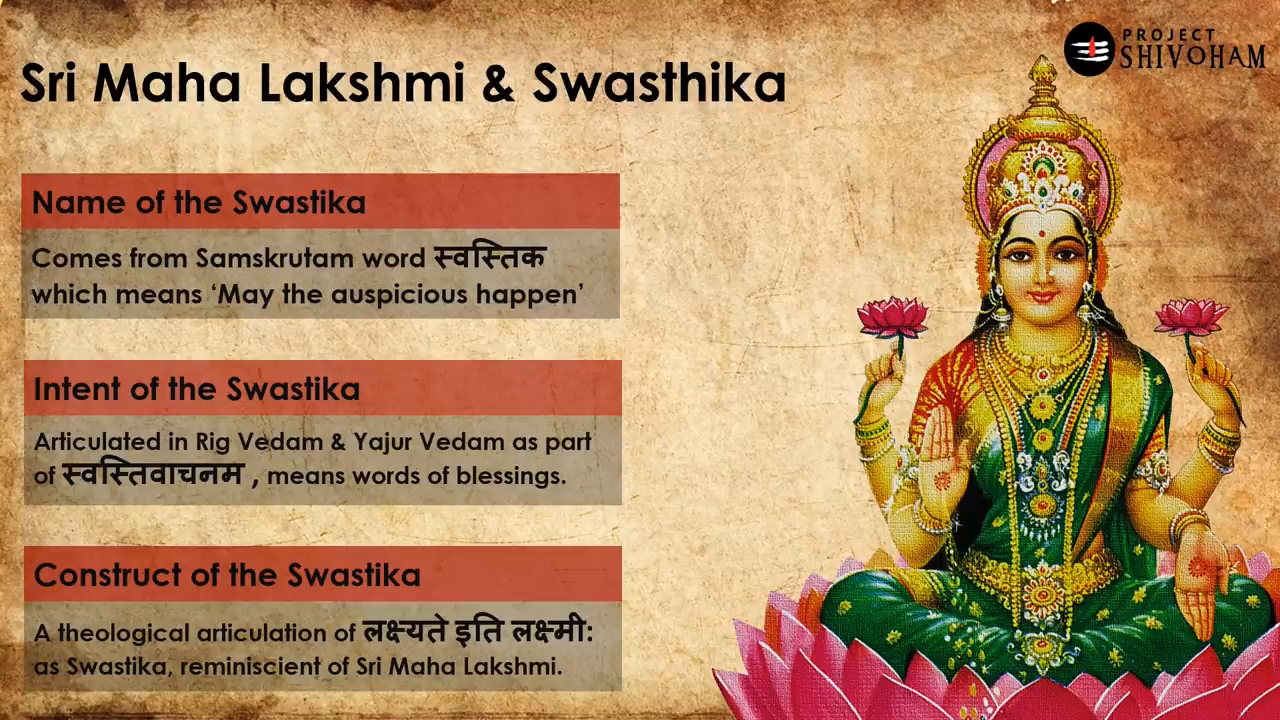 PROJECT
SHIVOHAM
Sri Maha Lakshmi & Swasthika
Name of the Swastika
Comes from Samskrutam word स्वस्तिक
which means ‘May the auspicious happen’
Intent of the Swastika
Articulated in Rig Vedam & Yajur Vedam as part
of स्वस्तिवाचनम , means words of blessings.
Construct of the Swastika
A theological articulation of लक्ष्यते इति लक्ष्मी:
as Swastika, reminiscient of Sri Maha Lakshmi.